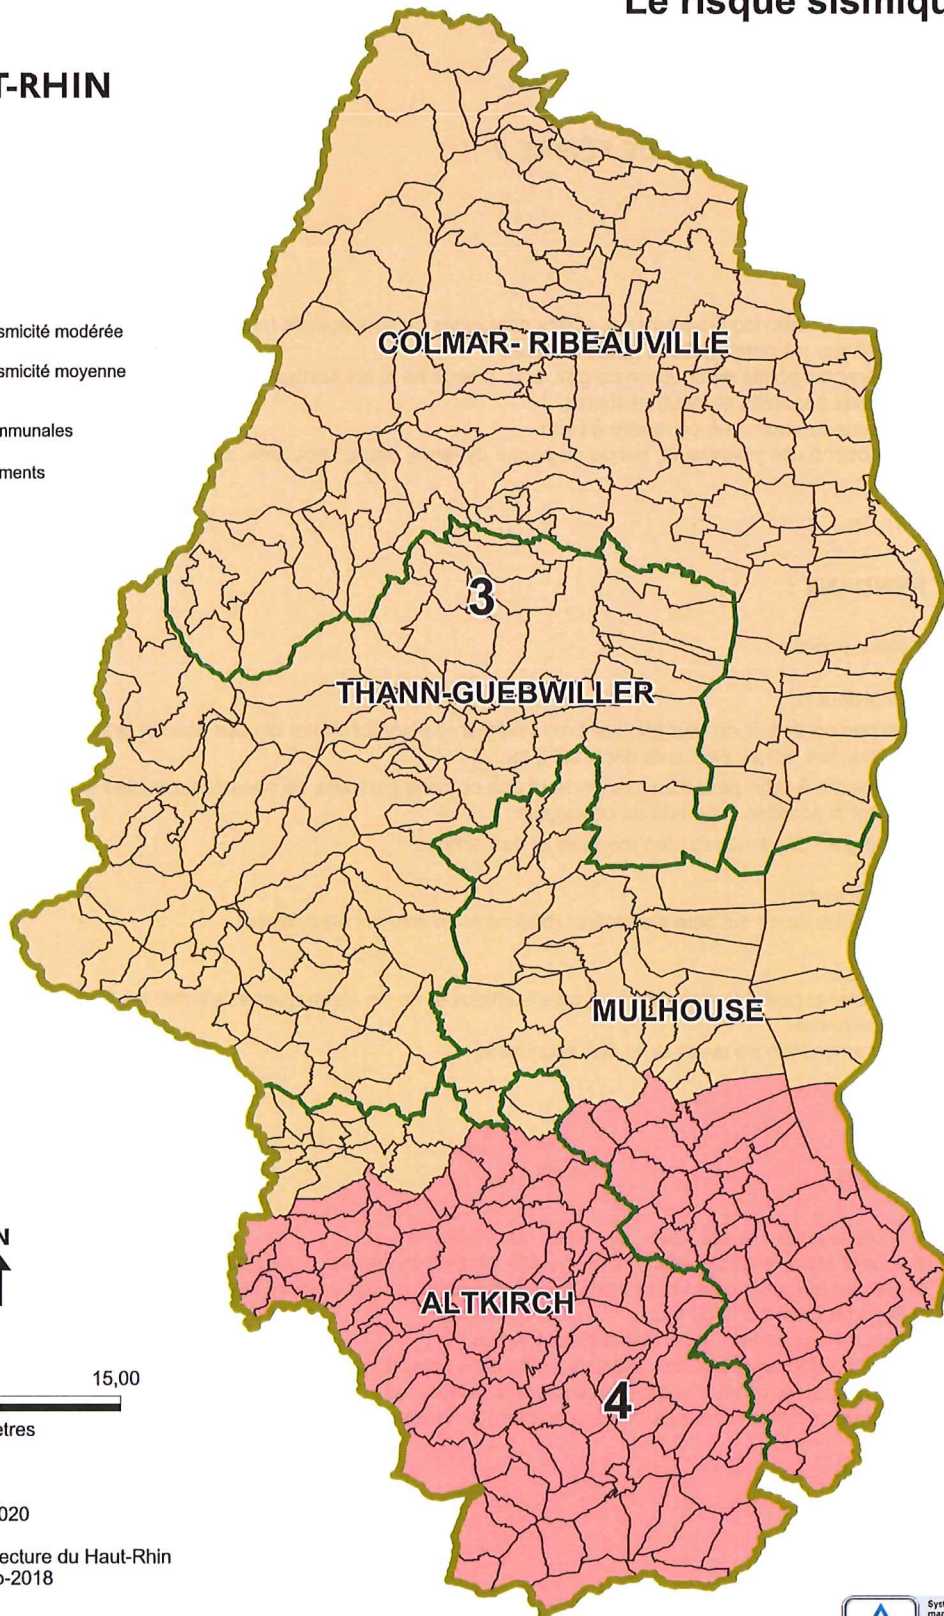 Le risque sismiqu
T-RHIN
smicité modérée
smicité moyenne
mmunales
ments
COLMAR- RIBEAUVILLE
3
THANN-GUEBWILLER
MULHOUSE
N
ALTKIRCH
4
15,00
ètres
020
ecture du Haut-Rhin
o-2018